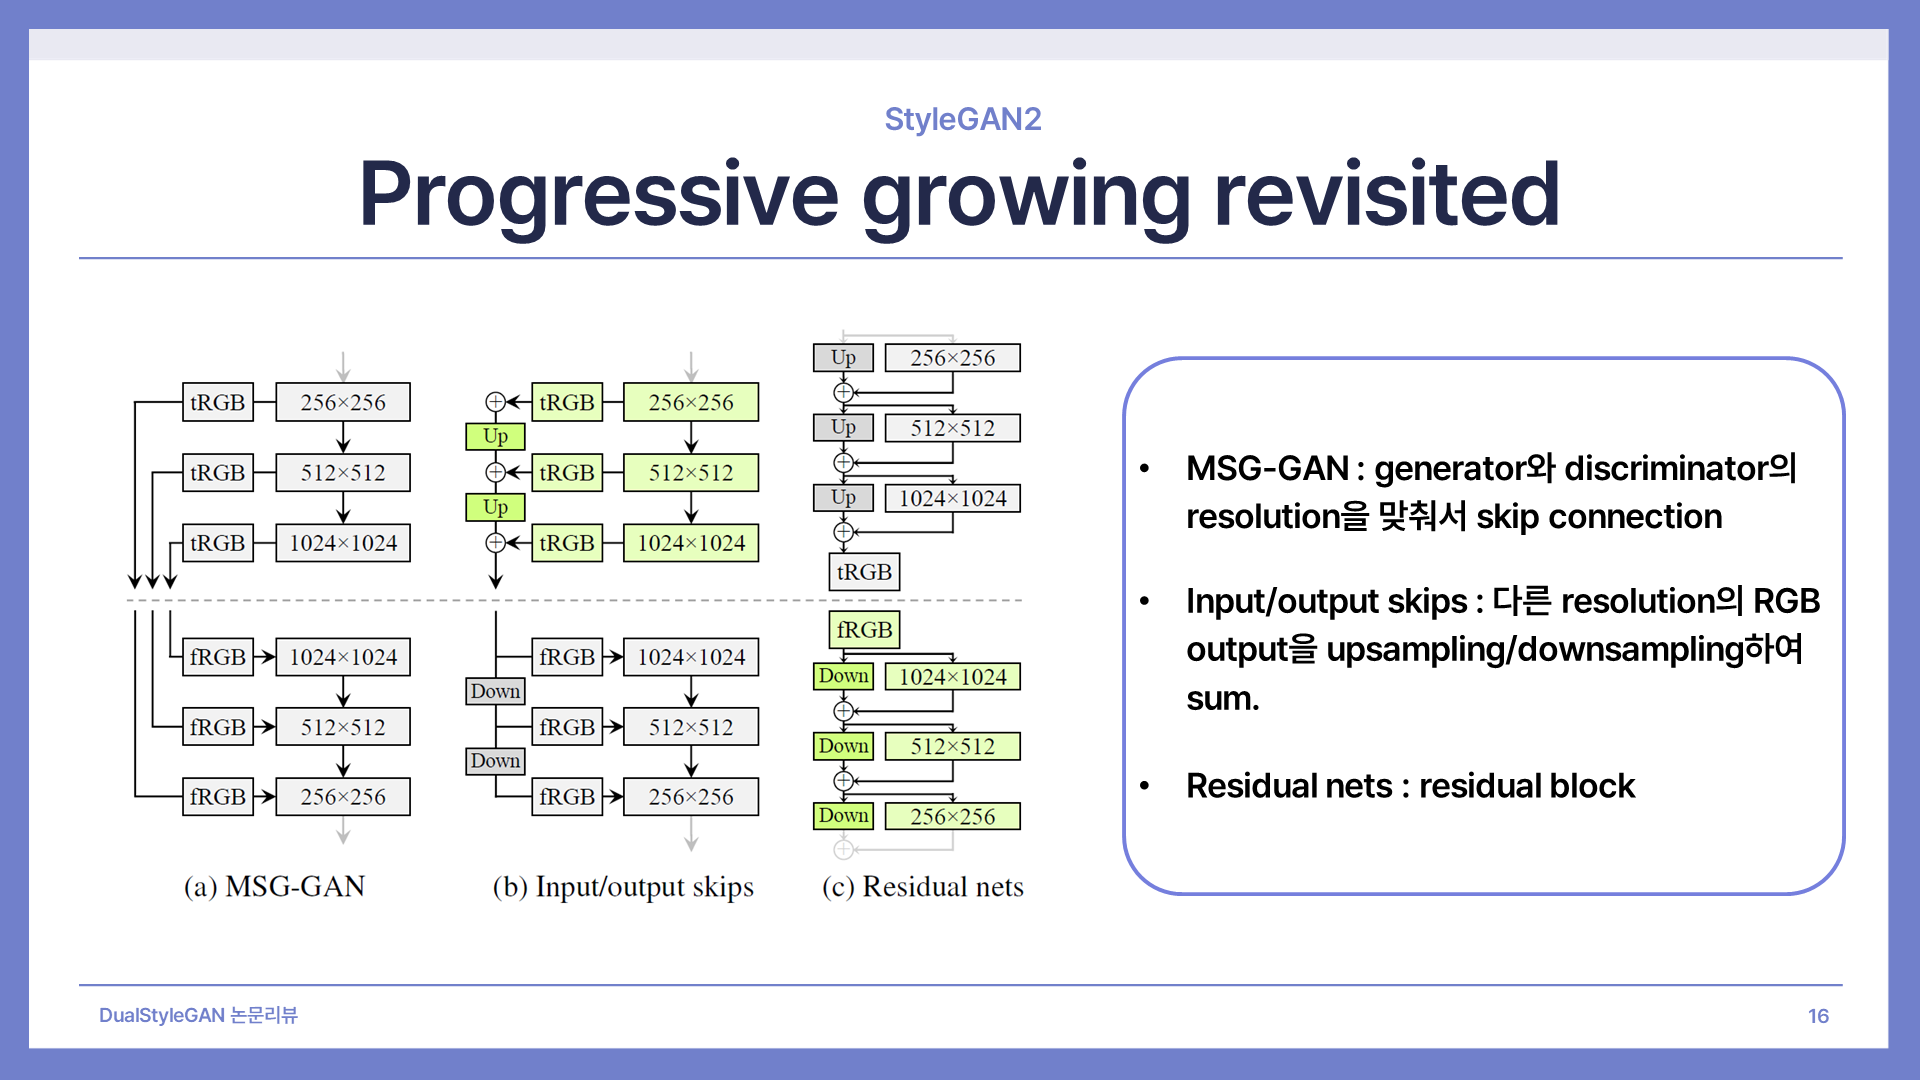 StyleGAN2
Progressive growing revisited
tRGB 256×256
tRGB 512×512
tRGB 1024×1024
fRGB 1024×1024
fRGB 512×512
fRGB 256×256
(a) MSG-GAN
tRGB 256×256
Up
tRGB 512×512
Up
tRGB 1024×1024
fRGB 1024×1024
Down
fRGB 512×512
Down
fRGB 256×256
(b) Input/output skips
Up 256×256
Up 512×512
Up 1024×1024
tRGB
fRGB
Down 1024×1024
Down 512×512
Down 256×256
(c) Residual nets
• MSG-GAN : generator와 discriminator의
resolution을 맞춰서 skip connection
• Input/output skips : 다른 resolution의 RGB
output을 upsampling/downsampling하여
sum.
• Residual nets : residual block
DualStyleGAN 논문리뷰
16